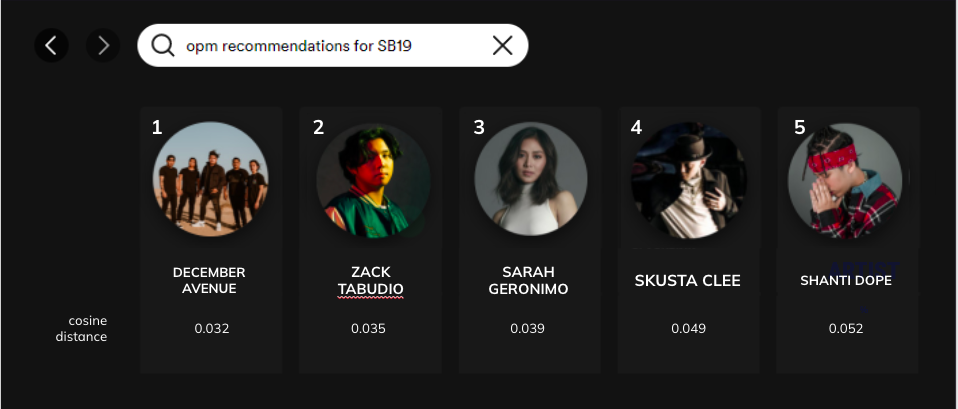 opm recommendations for SB19
1
2
3
4
5
DECEMBER
AVENUE
ZACK
TABUDIO
SARAH
GERONIMO
SKUSTA CLEE
ARTIST
SHANTI DOPE
cosine
distance
0.032
0.035
0.039
0.049
0.052